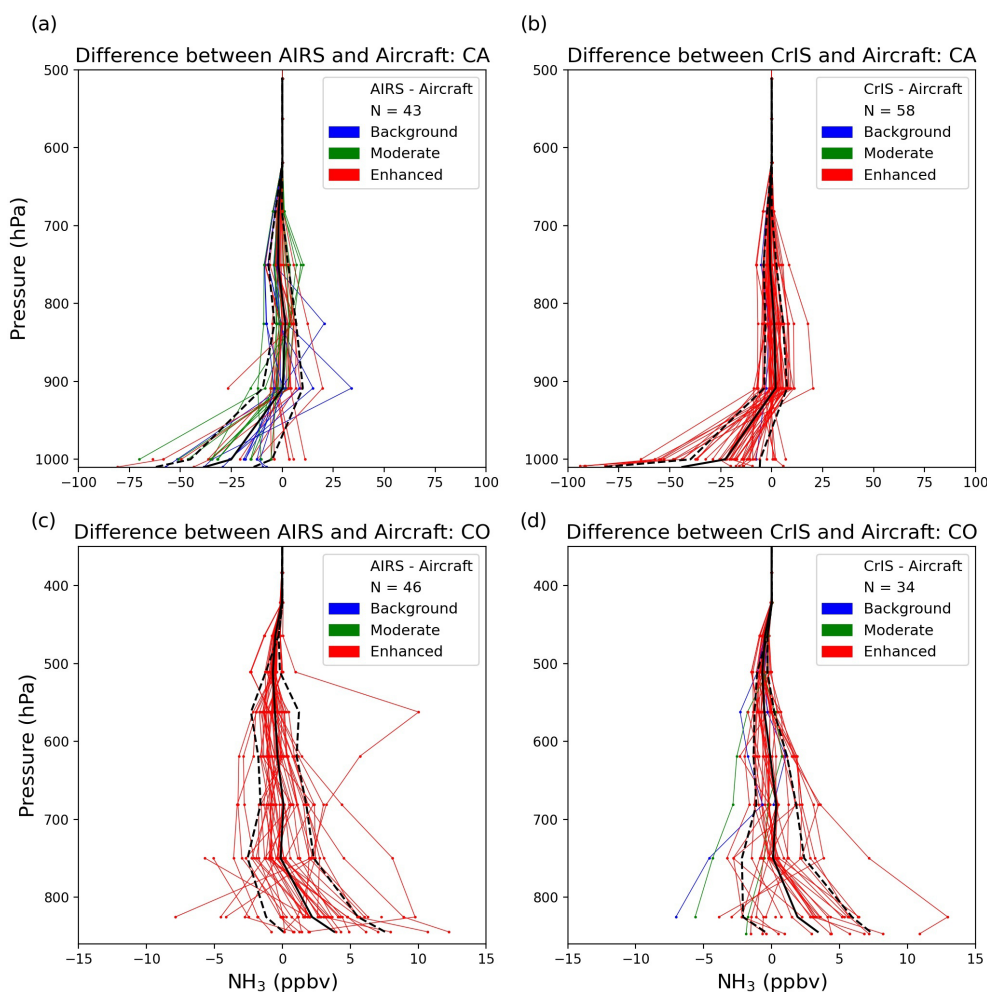 (a)
Difference between AIRS and Aircraft: CA
AIRS - Aircraft
N = 43
Background
Moderate
Enhanced
500
600
700
800
900
1000
Pressure (hPa)
−100
−75
−50
−25
0
25
50
75
100
(b)
Difference between CrIS and Aircraft: CA
CrIS - Aircraft
N = 58
Background
Moderate
Enhanced
500
600
700
800
900
1000
−100
−75
−50
−25
0
25
50
75
100
(c)
Difference between AIRS and Aircraft: CO
AIRS - Aircraft
N = 46
Background
Moderate
Enhanced
400
500
600
700
800
Pressure (hPa)
−15
−10
−5
0
5
10
15
NH₃ (ppbv)
(d)
Difference between CrIS and Aircraft: CO
CrIS - Aircraft
N = 34
Background
Moderate
Enhanced
400
500
600
700
800
−15
−10
−5
0
5
10
15
NH₃ (ppbv)